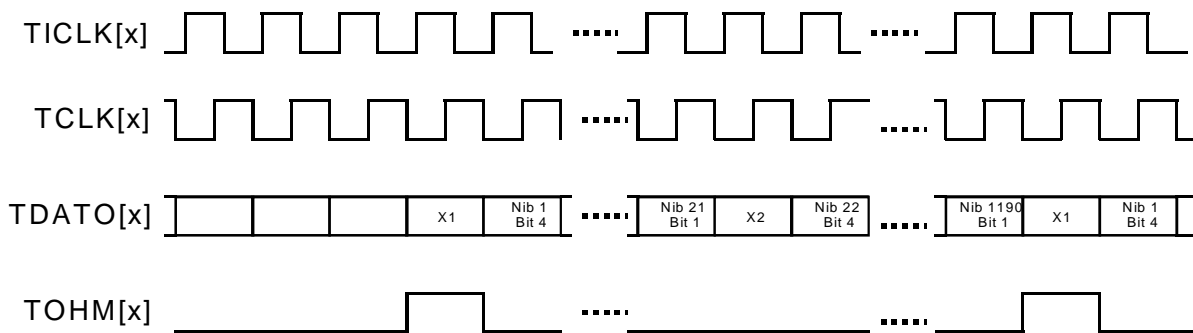 TICLK[x]
TCLK[x]
TDATO[x]
X1
Nib 1
Bit 4
Nib 21
Bit 1
X2
Nib 22
Bit 4
Nib 1190
Bit 1
X1
Nib 1
Bit 4
TOHM[x]